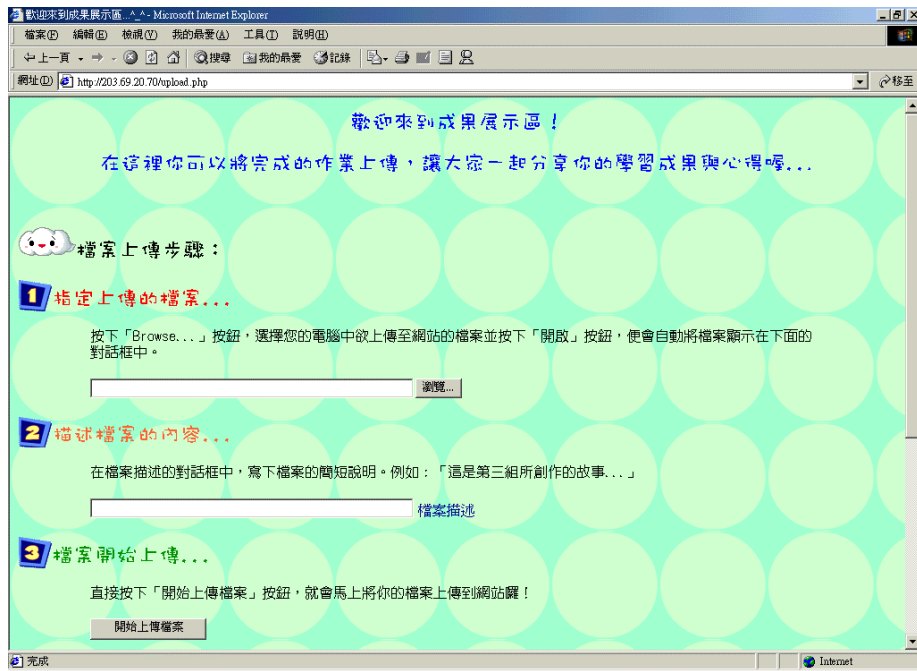 歡迎來到成果展示區...^_^ - Microsoft Internet Explorer
檔案(F) 編輯(E) 檢視(V) 我的最愛(A) 工具(T) 說明(H)
上一頁 搜尋 我的最愛 記錄
網址(D) http://203.69.20.70/upload.php 移至
歡迎來到成果展示區！
在這裡你可以將完成的作業上傳，讓大家一起分享你的學習成果與心得喔...
檔案上傳步驟：
1 指定上傳的檔案...
按下「Browse...」按鈕，選擇您的電腦中欲上傳至網站的檔案並按下「開啟」按鈕，便會自動將檔案顯示在下面的
對話框中。
瀏覽...
2 描述檔案的內容...
在檔案描述的對話框中，寫下檔案的簡短說明。例如：「這是第三組所創作的故事...」
檔案描述
3 檔案開始上傳...
直接按下「開始上傳檔案」按鈕，就會馬上將你的檔案上傳到網站囉！
開始上傳檔案
完成 Internet